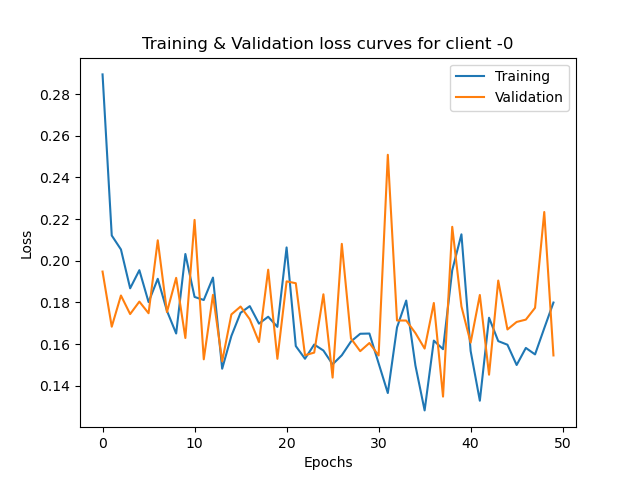 Training & Validation loss curves for client -0
Training
Validation
Loss
0.28
0.26
0.24
0.22
0.20
0.18
0.16
0.14
0
10
20
30
40
50
Epochs